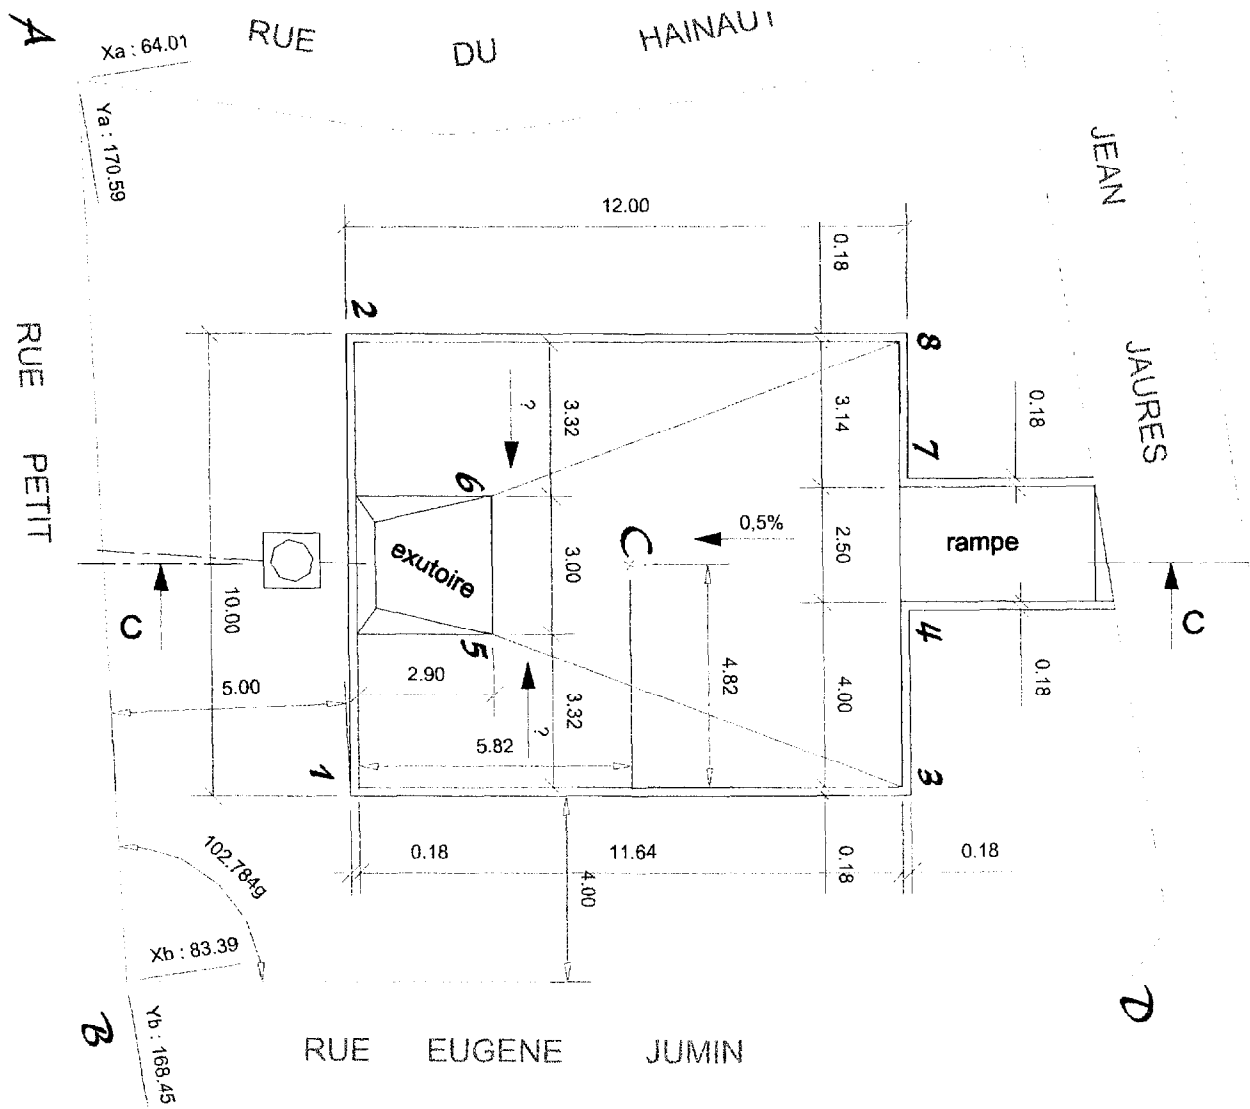 A
Xa : 64.01
Ya : 170.59
RUE DU HAINAUT
JEAN JAURES
RUE PETIT
12.00
0.18
2
8
3.32
?
3.14
0.18
7
6
exutoire
C
0,5%
3.00
2.50
rampe
C
10.00
5
2.90
4.82
4
C
5.00
3.32
?
4.00
0.18
5.82
1
3
102.784g
0.18
11.64
0.18
0.18
4.00
Xb : 83.39
Yb : 168.45
B
D
RUE EUGENE JUMIN